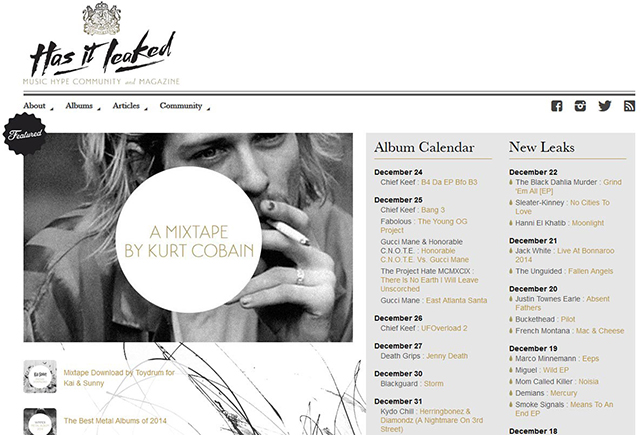 Has it leaked
MUSIC HYPE COMMUNITY and MAGAZINE
About
Albums
Articles
Community
Featured
A MIXTAPE
BY KURT COBAIN
Mixtape Download by Toydrum for
Kai & Sunny
The Best Metal Albums of 2014
Album Calendar
December 24
Chief Keef : B4 Da EP Bfo B3
December 25
Chief Keef : Bang 3
Fabolous : The Young OG
Project
Gucci Mane & Honorable
C.N.O.T.E. : Honorable
C.N.O.T.E. Vs. Gucci Mane
The Project Hate MCMXCIX :
There Is No Earth I Will Leave
Unscorched
Gucci Mane : East Atlanta Santa
December 26
Chief Keef : UFOverload 2
December 27
Death Grips : Jenny Death
December 30
Blackguard : Storm
December 31
Kydo Chill : Herringbonez &
Diamondz (A Nightmare On 3rd
Street)
New Leaks
December 22
The Black Dahlia Murder : Grind
'Em All [EP]
Sleater-Kinney : No Cities To
Love
Hanni El Khatib : Moonlight
December 21
Jack White : Live At Bonnaroo
2014
The Unguided : Fallen Angels
December 20
Justin Townes Earle : Absent
Fathers
Buckethead : Pilot
French Montana : Mac & Cheese
December 19
Marco Minnemann : Eeps
Miguel : Wild EP
Mom Called Killer : Noisia
Demians : Mercury
Smoke Signals : Means To An
End EP
December 18